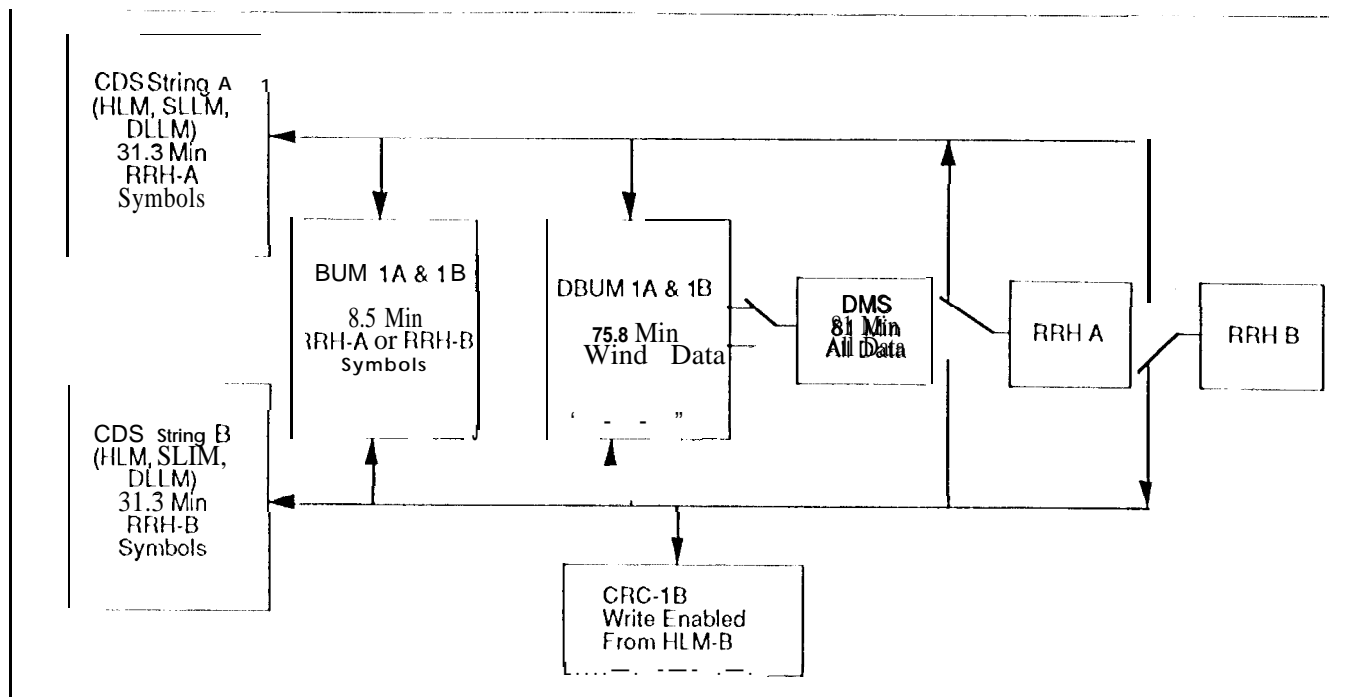 CDS String A 1
(HLM, SLLM,
DLLM)
31.3 Min
RRH-A
Symbols
BUM 1A & 1B
8.5 Min
RRH-A or RRH-B
Symbols
DBUM 1A & 1B
75.8 Min
Wind Data
DMS
81 Min
All Data
RRH A
RRH B
CDS String B
(HLM, SLIM,
DLLM)
31.3 Min
RRH-B
Symbols
CRC-1B
Write Enabled
From HLM-B